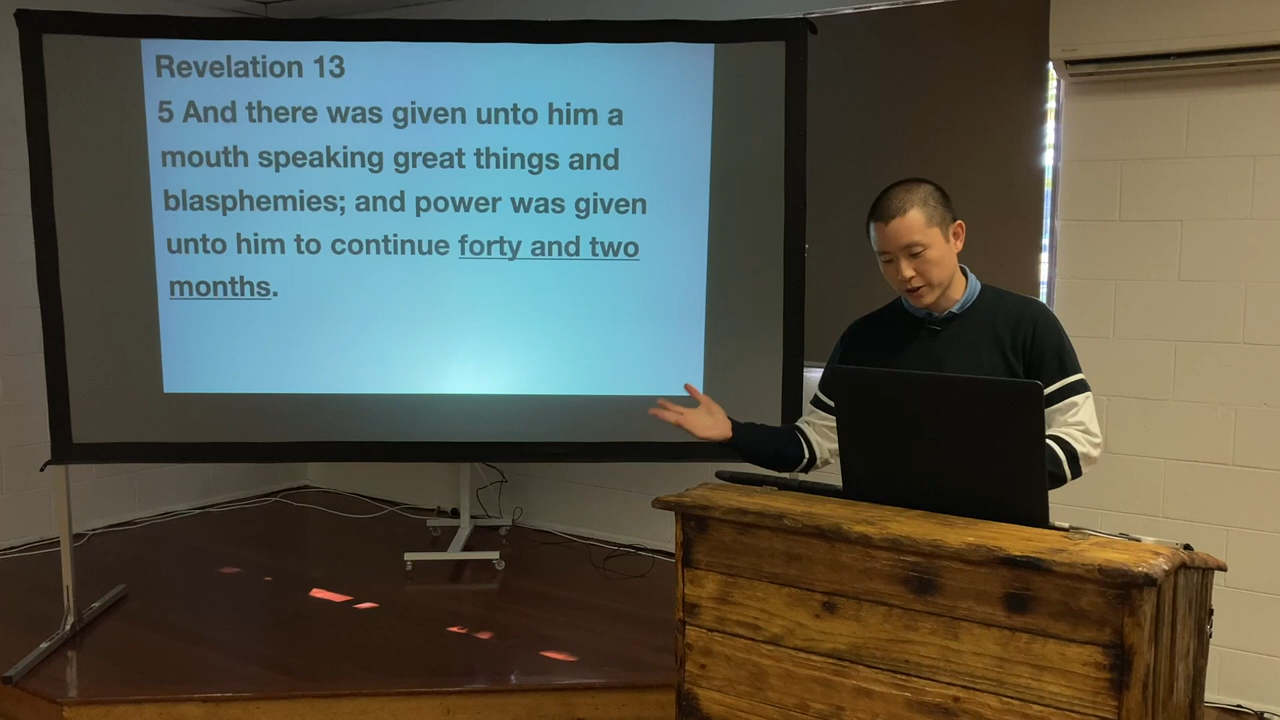 Revelation 13
5 And there was given unto him a
mouth speaking great things and
blasphemies; and power was given
unto him to continue forty and two
months.